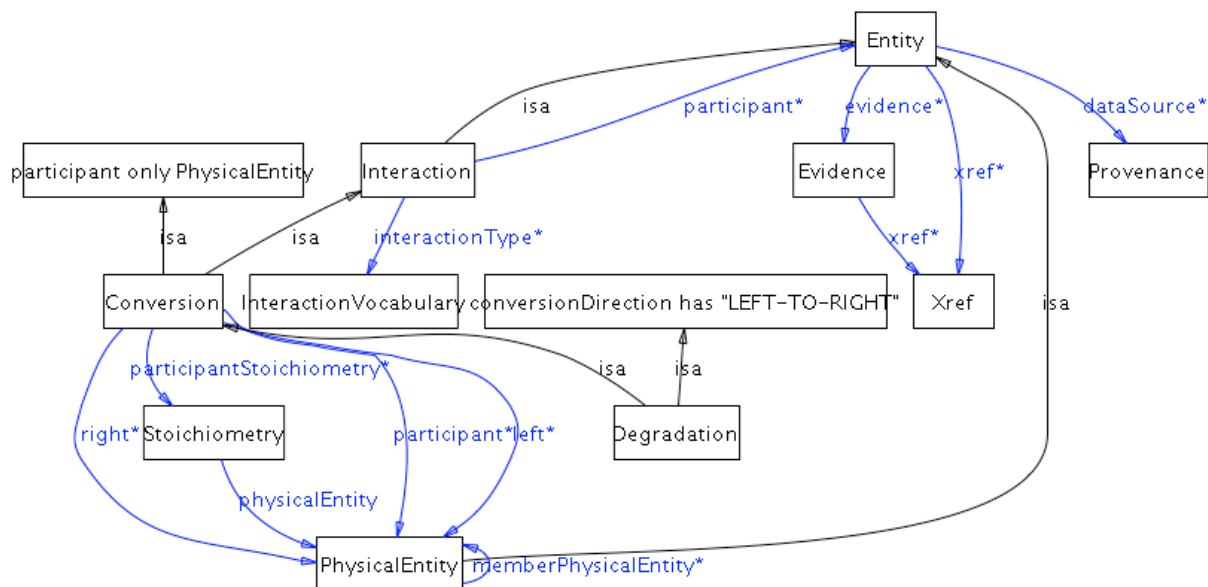 Entity
isa
participant*
evidence*
dataSource*
participant only PhysicalEntity
Interaction
Evidence
xref*
Provenance
isa
isa
interactionType*
xref*
Conversion
InteractionVocabulary
conversionDirection has "LEFT-TO-RIGHT"
Xref
isa
participantStoichiometry*
isa
isa
right*
Stoichiometry
participant*
left*
Degradation
physicalEntity
PhysicalEntity
memberPhysicalEntity*